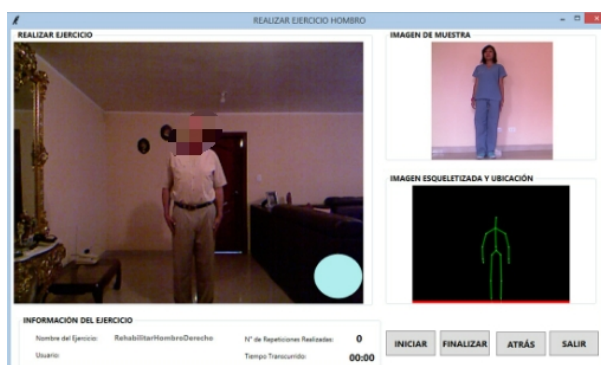 REALIZAR EJERCICIO HOMBRO
REALIZAR EJERCICIO
IMAGEN DE MUESTRA
IMAGEN ESQUELETIZADA Y UBICACIÓN
INFORMACIÓN DEL EJERCICIO
Nombre del Ejercicio: RehabilitarHombroDerecho N° de Repeticiones Realizadas: 0
Usuario: Tiempo Transcurrido: 00:00
INICIAR FINALIZAR ATRÁS SALIR